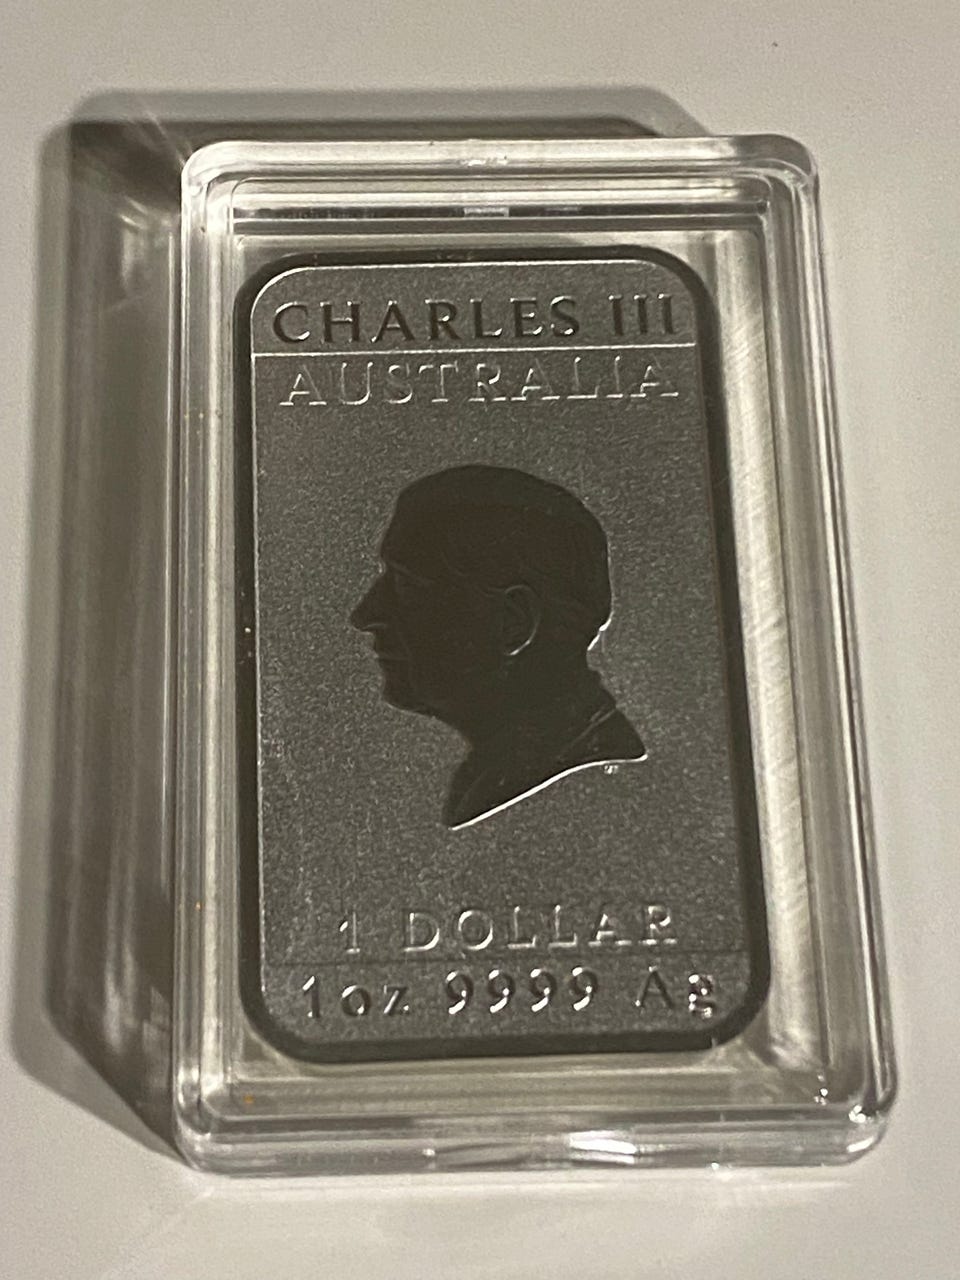 CHARLES III
AUSTRALIA
1 DOLLAR
1oz 9999 Ag